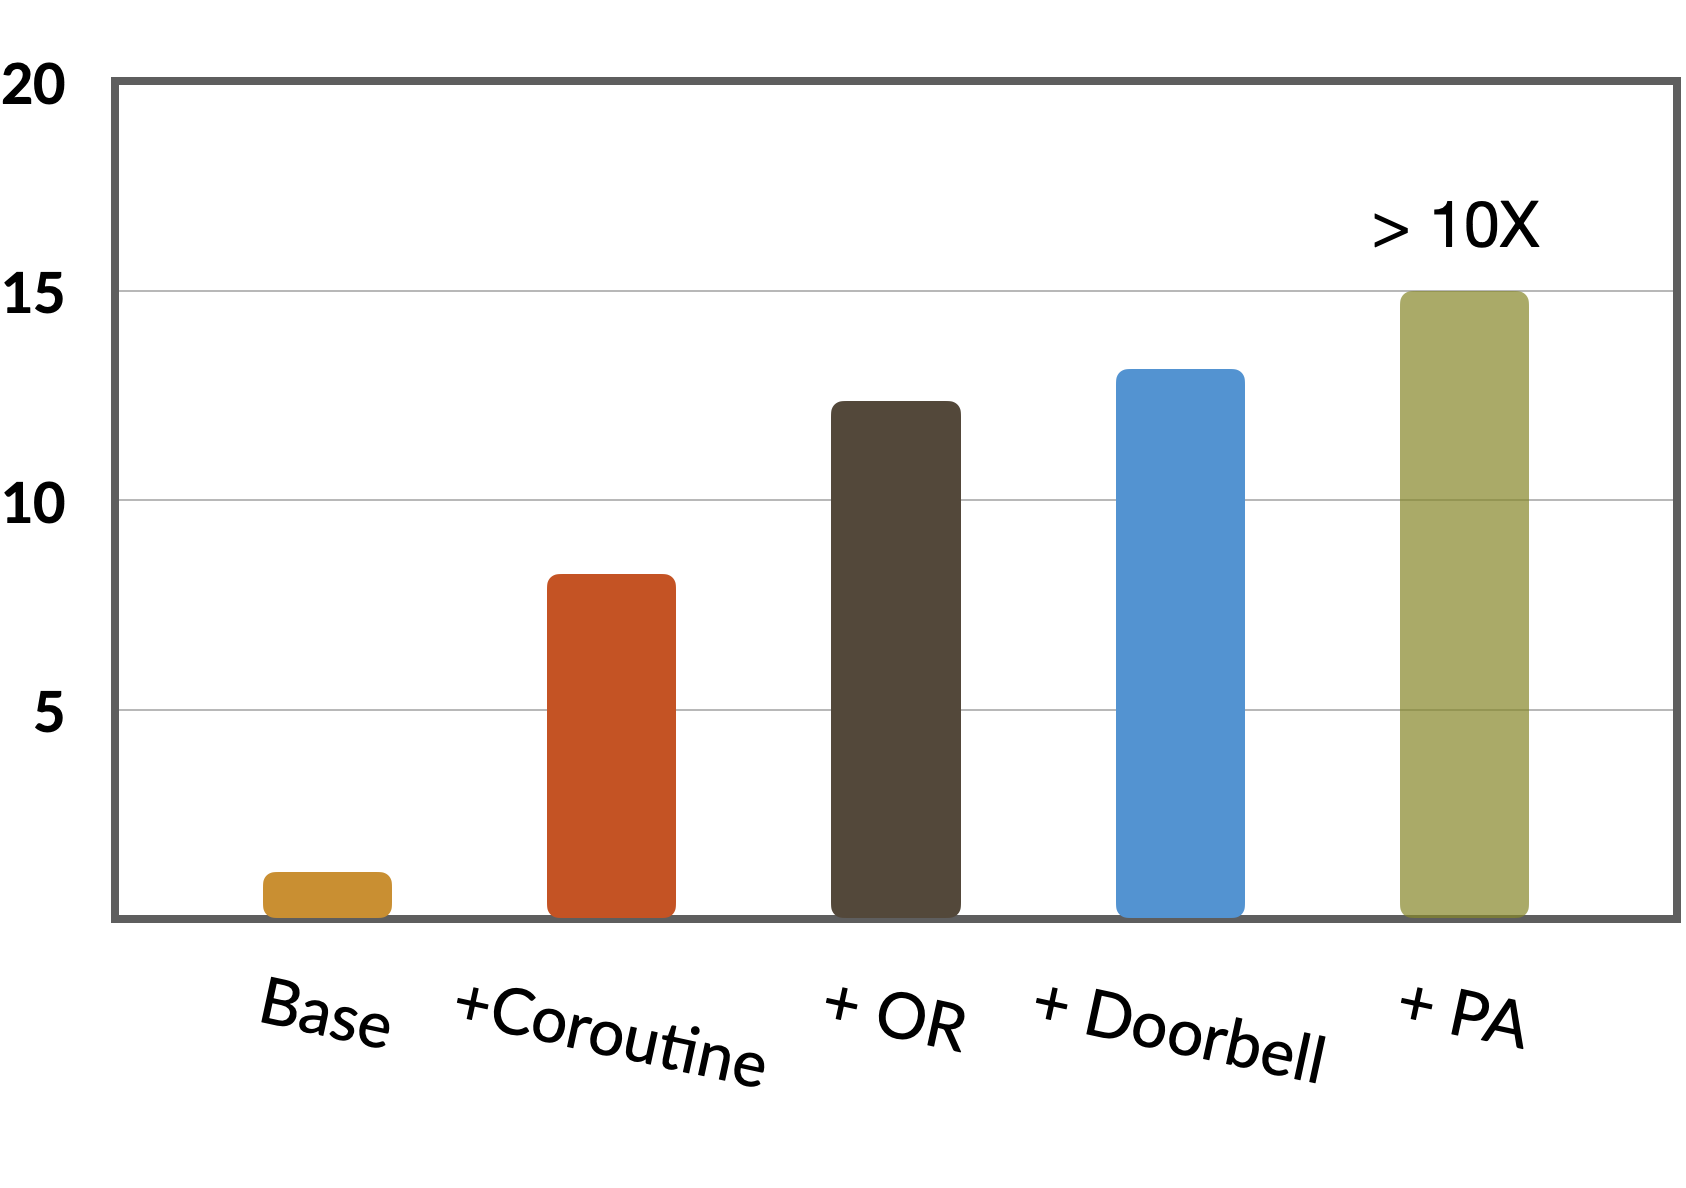 20
> 10X
15
10
5
Base
+Coroutine
+ OR
+ Doorbell
+ PA